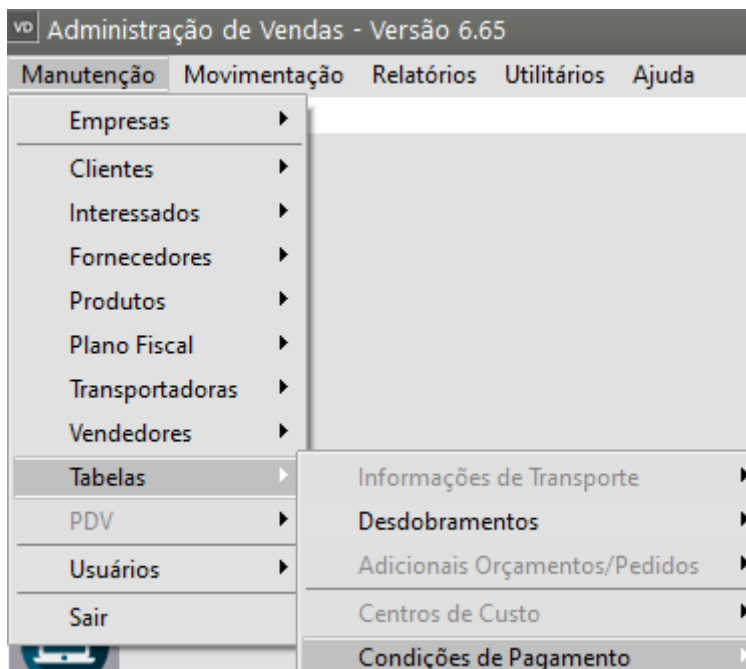 VD Administração de Vendas - Versão 6.65
Manutenção Movimentação Relatórios Utilitários Ajuda
Empresas
Clientes
Interessados
Fornecedores
Produtos
Plano Fiscal
Transportadoras
Vendedores
Tabelas
PDV
Usuários
Sair
Informações de Transporte
Desdobramentos
Adicionais Orçamentos/Pedidos
Centros de Custo
Condições de Pagamento